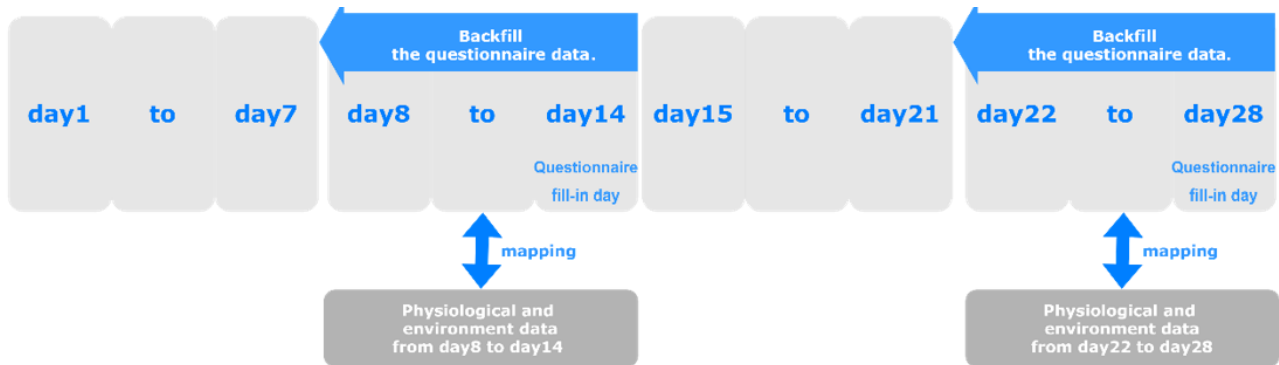 Backfill
the questionnaire data.
Backfill
the questionnaire data.
day1 to day7 day8 to day14 day15 to day21 day22 to day28
Questionnaire
fill-in day
Questionnaire
fill-in day
mapping
mapping
Physiological and
environment data
from day8 to day14
Physiological and
environment data
from day22 to day28